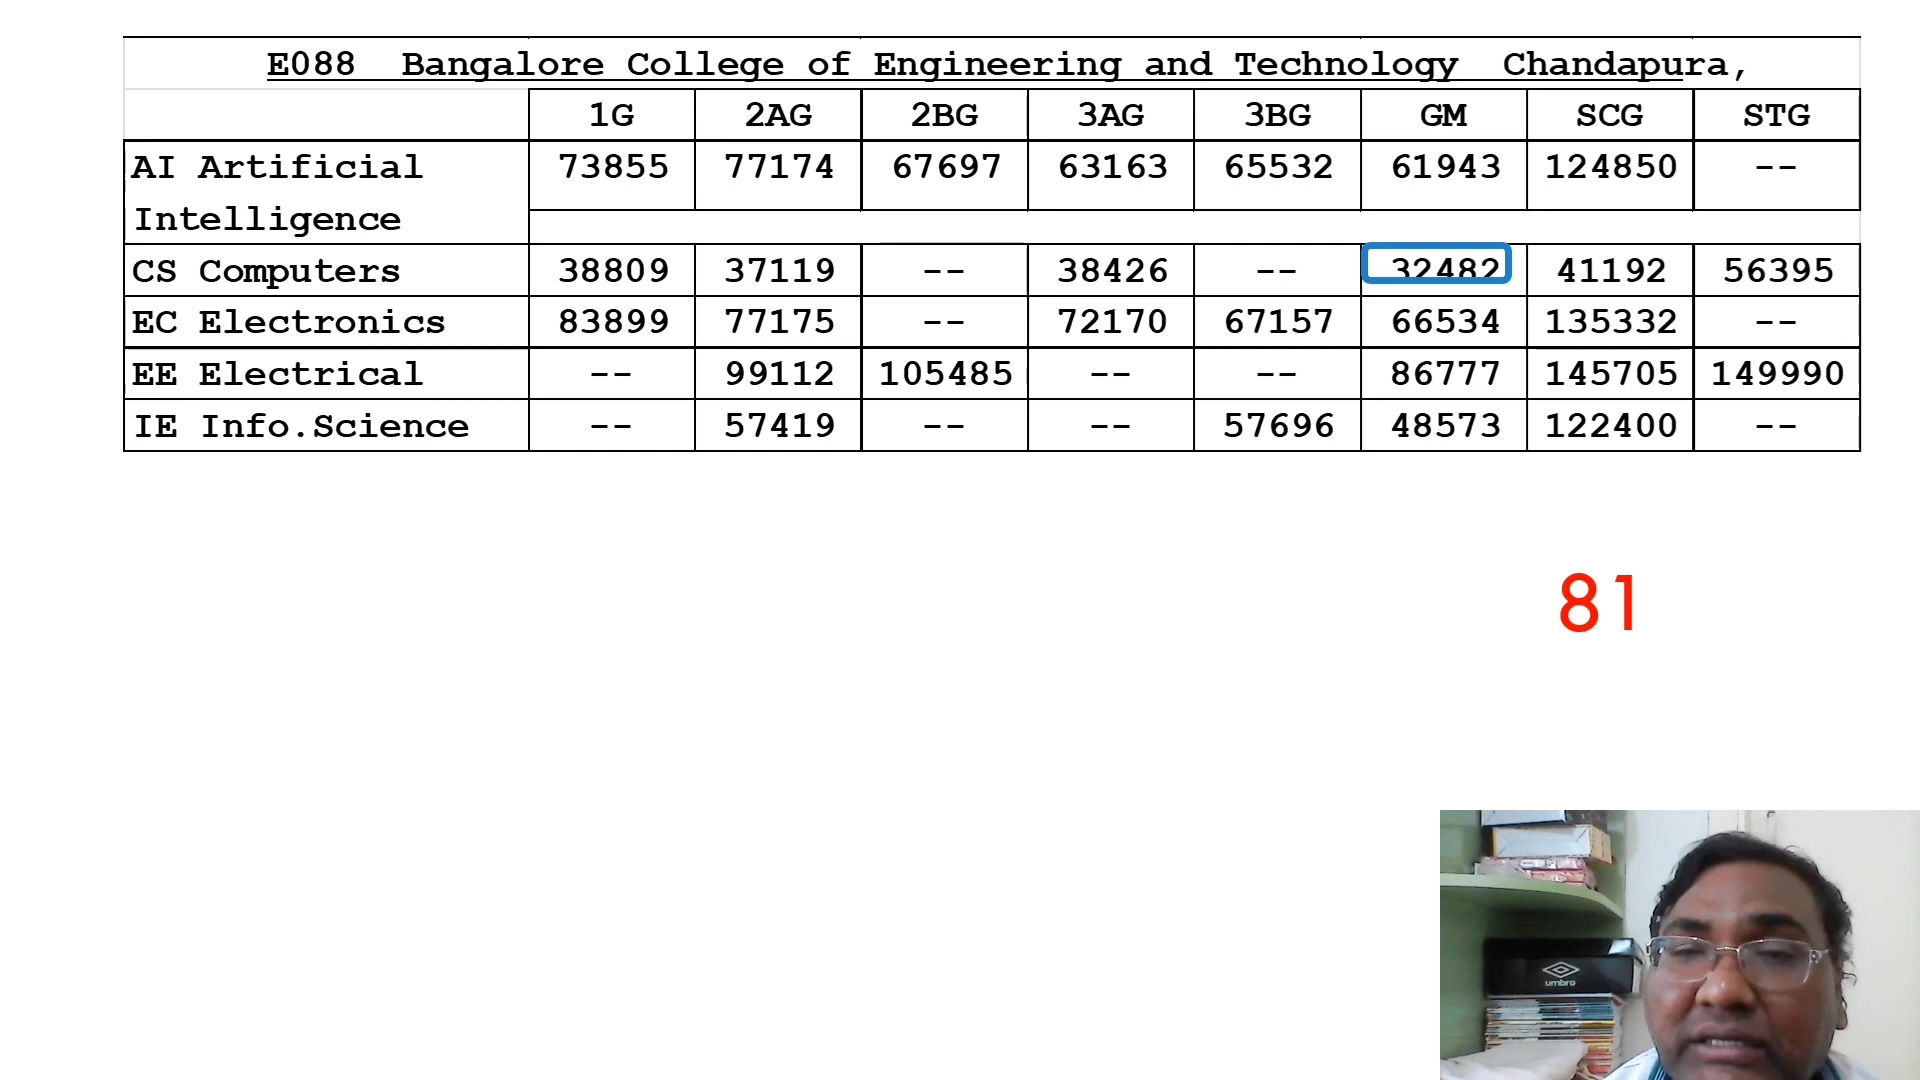 E088 Bangalore College of Engineering and Technology Chandapura,
1G 2AG 2BG 3AG 3BG GM SCG STG
AI Artificial Intelligence 73855 77174 67697 63163 65532 61943 124850 --
CS Computers 38809 37119 -- 38426 -- 32482 41192 56395
EC Electronics 83899 77175 -- 72170 67157 66534 135332 --
EE Electrical -- 99112 105485 -- -- 86777 145705 149990
IE Info.Science -- 57419 -- -- 57696 48573 122400 --
81
umbro